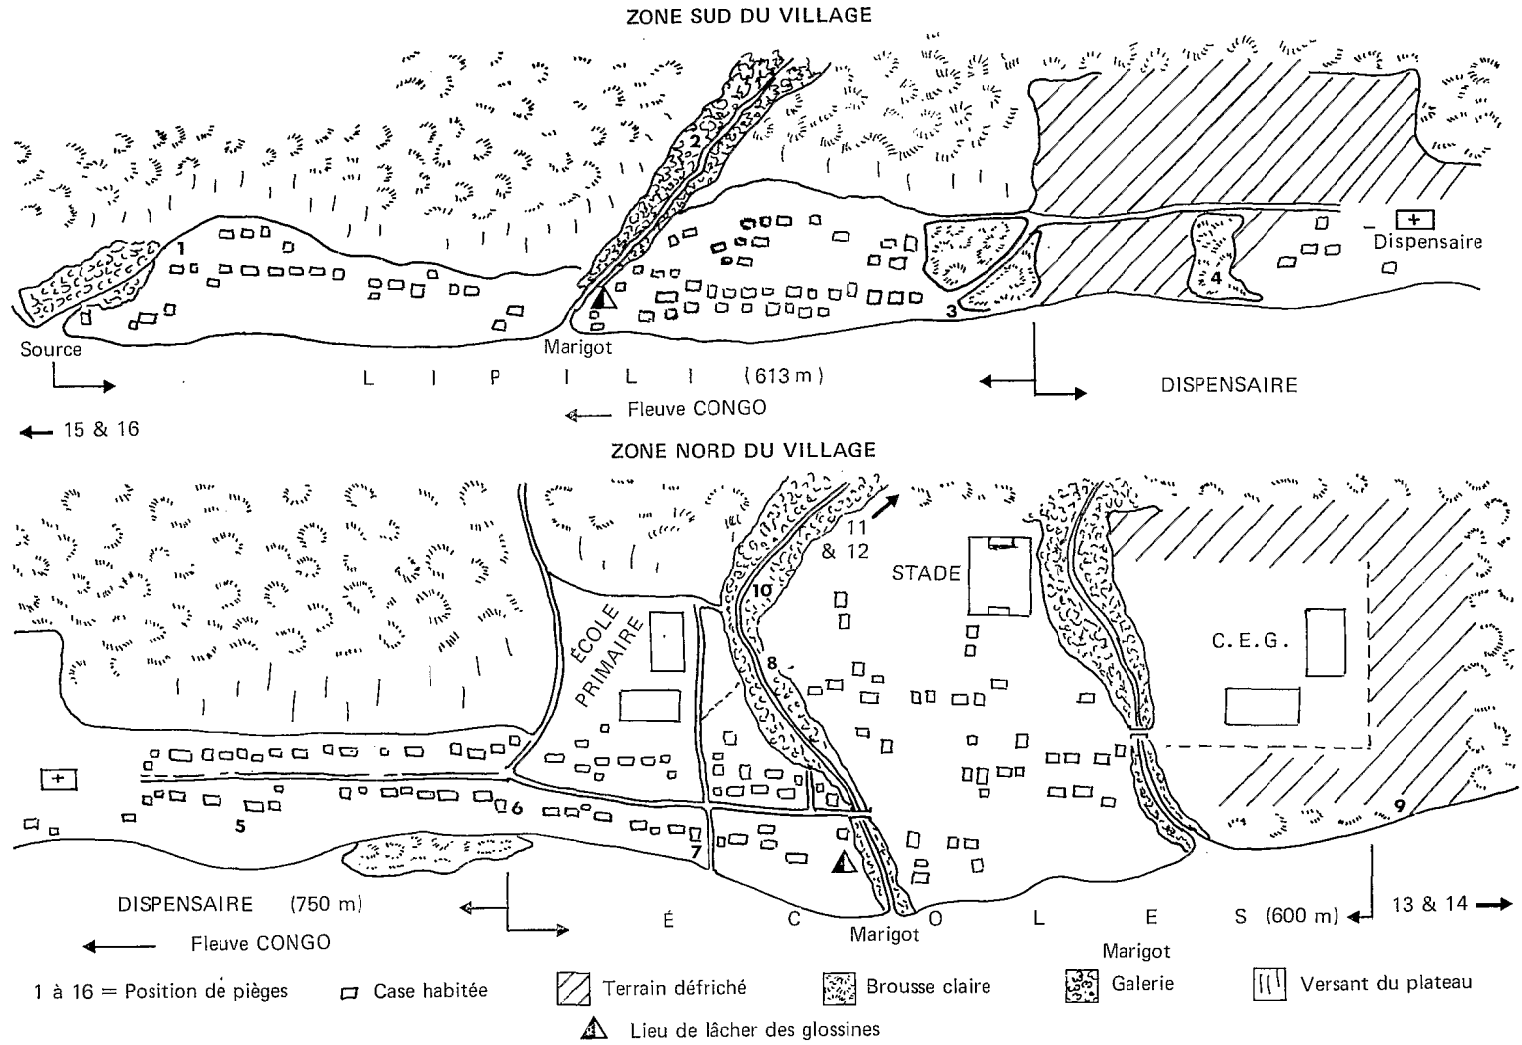 ZONE SUD DU VILLAGE
2
1
3
4
+
Dispensaire
Source
Marigot
L I P I L I (613 m)
DISPENSAIRE
Fleuve CONGO
15 & 16
ZONE NORD DU VILLAGE
11
& 12
STADE
10
ÉCOLE
PRIMAIRE
8
C.E.G.
+
5
6
7
9
DISPENSAIRE (750 m)
É C O L E S (600 m)
13 & 14
Marigot
Fleuve CONGO
Marigot
1 à 16 = Position de pièges
Case habitée
Terrain défriché
Brousse claire
Galerie
Versant du plateau
Lieu de lâcher des glossines